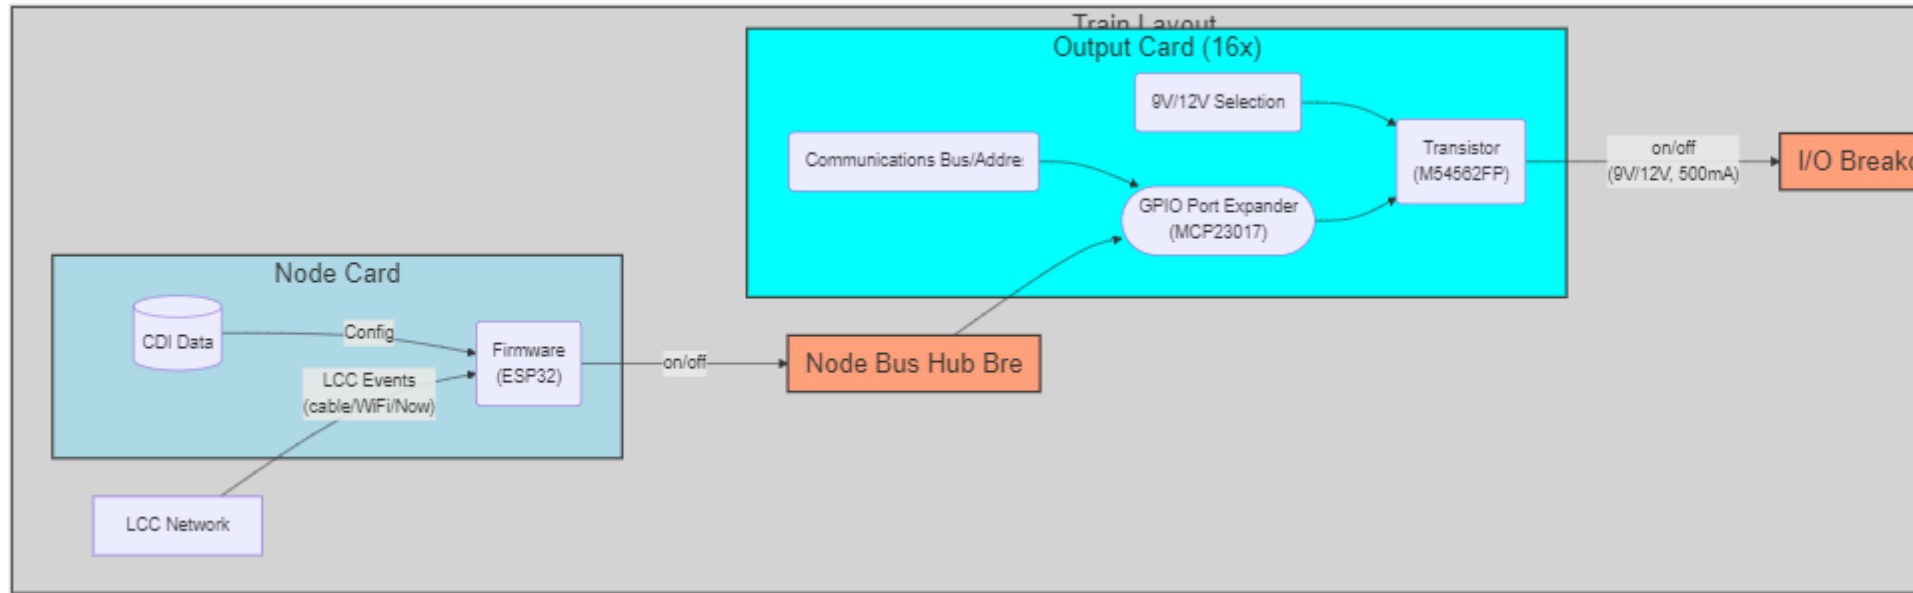 Train Layout
Output Card (16x)
9V/12V Selection
Communications Bus/Addre
Transistor
(M54562FP)
on/off
(9V/12V, 500mA)
I/O Breakc
GPIO Port Expander
(MCP23017)
Node Card
CDI Data
Config
Firmware
(ESP32)
LCC Events
(cable/WiFi/Now)
on/off
Node Bus Hub Bre
LCC Network